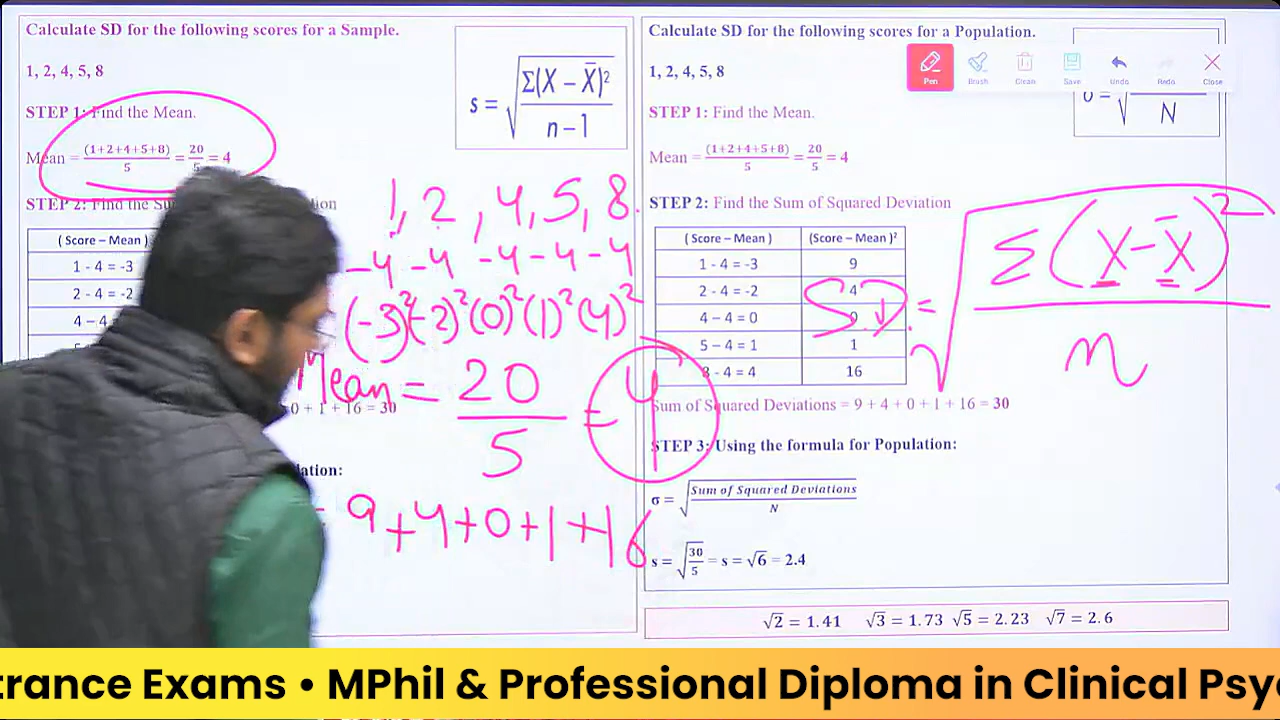 Calculate SD for the following scores for a Sample.
1, 2, 4, 5, 8
s = √Σ(X − X̄)² / n − 1
STEP 1: Find the Mean.
Mean = (1+2+4+5+8)/5 = 20/5 = 4
STEP 2: Find the Su
( Score – Mean )
1 - 4 = -3
2 - 4 = -2
4 – 4
0 + 1 + 16 = 30
1, 2, 4, 5, 8.
-4 -4 -4 -4 -4
(-3)² (-2)² (0)² (1)² (4)²
Mean = 20/5 = 4
= 9+4+0+1+16
Calculate SD for the following scores for a Population.
1, 2, 4, 5, 8
Pen Brush Clean Save Undo Redo Close
N
STEP 1: Find the Mean.
Mean = (1+2+4+5+8)/5 = 20/5 = 4
STEP 2: Find the Sum of Squared Deviation
( Score – Mean ) (Score – Mean )²
1 - 4 = -3 9
2 - 4 = -2 4
4 – 4 = 0 0
5 – 4 = 1 1
8 - 4 = 4 16
S.D. = √Σ(X-X̄)² / n
Sum of Squared Deviations = 9 + 4 + 0 + 1 + 16 = 30
STEP 3: Using the formula for Population:
σ = √Sum of Squared Deviations / N
s = √30/5 = s = √6 = 2.4
√2 = 1.41 √3 = 1.73 √5 = 2.23 √7 = 2.6
trance Exams • MPhil & Professional Diploma in Clinical Psy